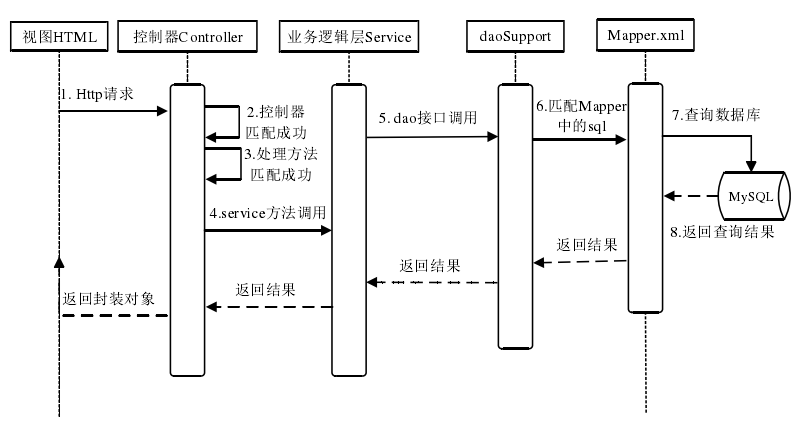 视图HTML
控制器Controller
业务逻辑层Service
daoSupport
Mapper.xml
1. Http请求
2.控制器
匹配成功
3.处理方法
匹配成功
4.service方法调用
5. dao接口调用
6.匹配Mapper
中的sql
7.查询数据库
MySQL
8.返回查询结果
返回结果
返回结果
返回结果
返回封装对象